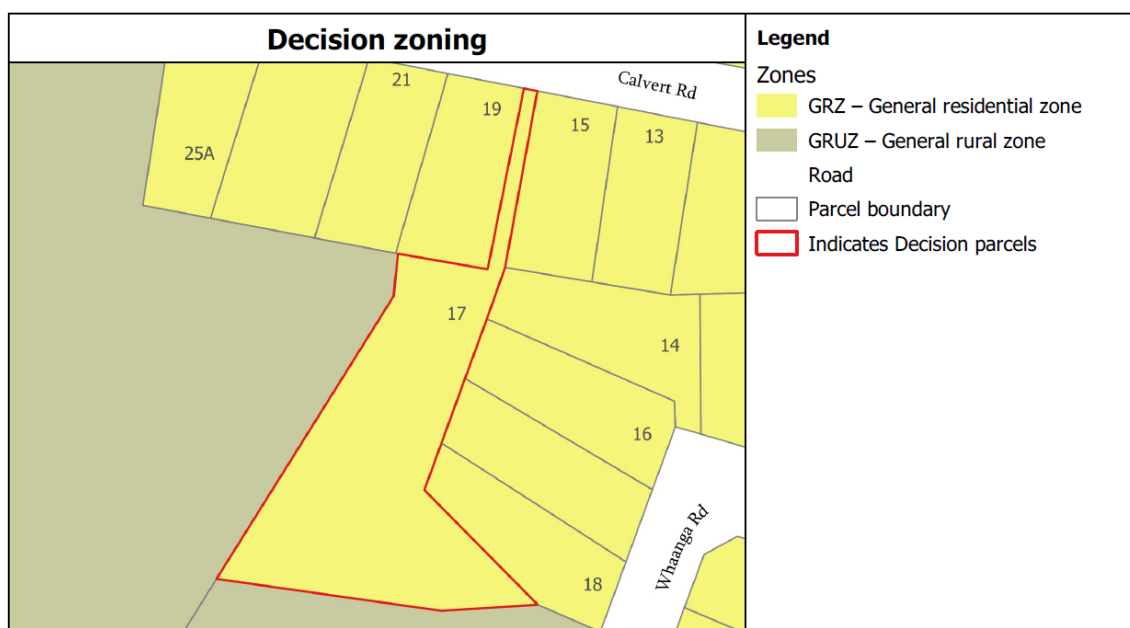 Decision zoning
Calvert Rd
21
19
15
13
25A
17
14
16
18
Whaanga Rd
Legend
Zones
GRZ – General residential zone
GRUZ – General rural zone
Road
Parcel boundary
Indicates Decision parcels